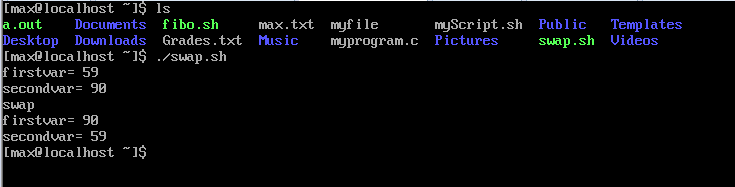 [max@localhost ~]$ ls
a.out Documents fibo.sh max.txt myfile myScript.sh Public Templates
Desktop Downloads Grades.txt Music myprogram.c Pictures swap.sh Videos
[max@localhost ~]$ ./swap.sh
firstvar= 59
secondvar= 90
swap
firstvar= 90
secondvar= 59
[max@localhost ~]$